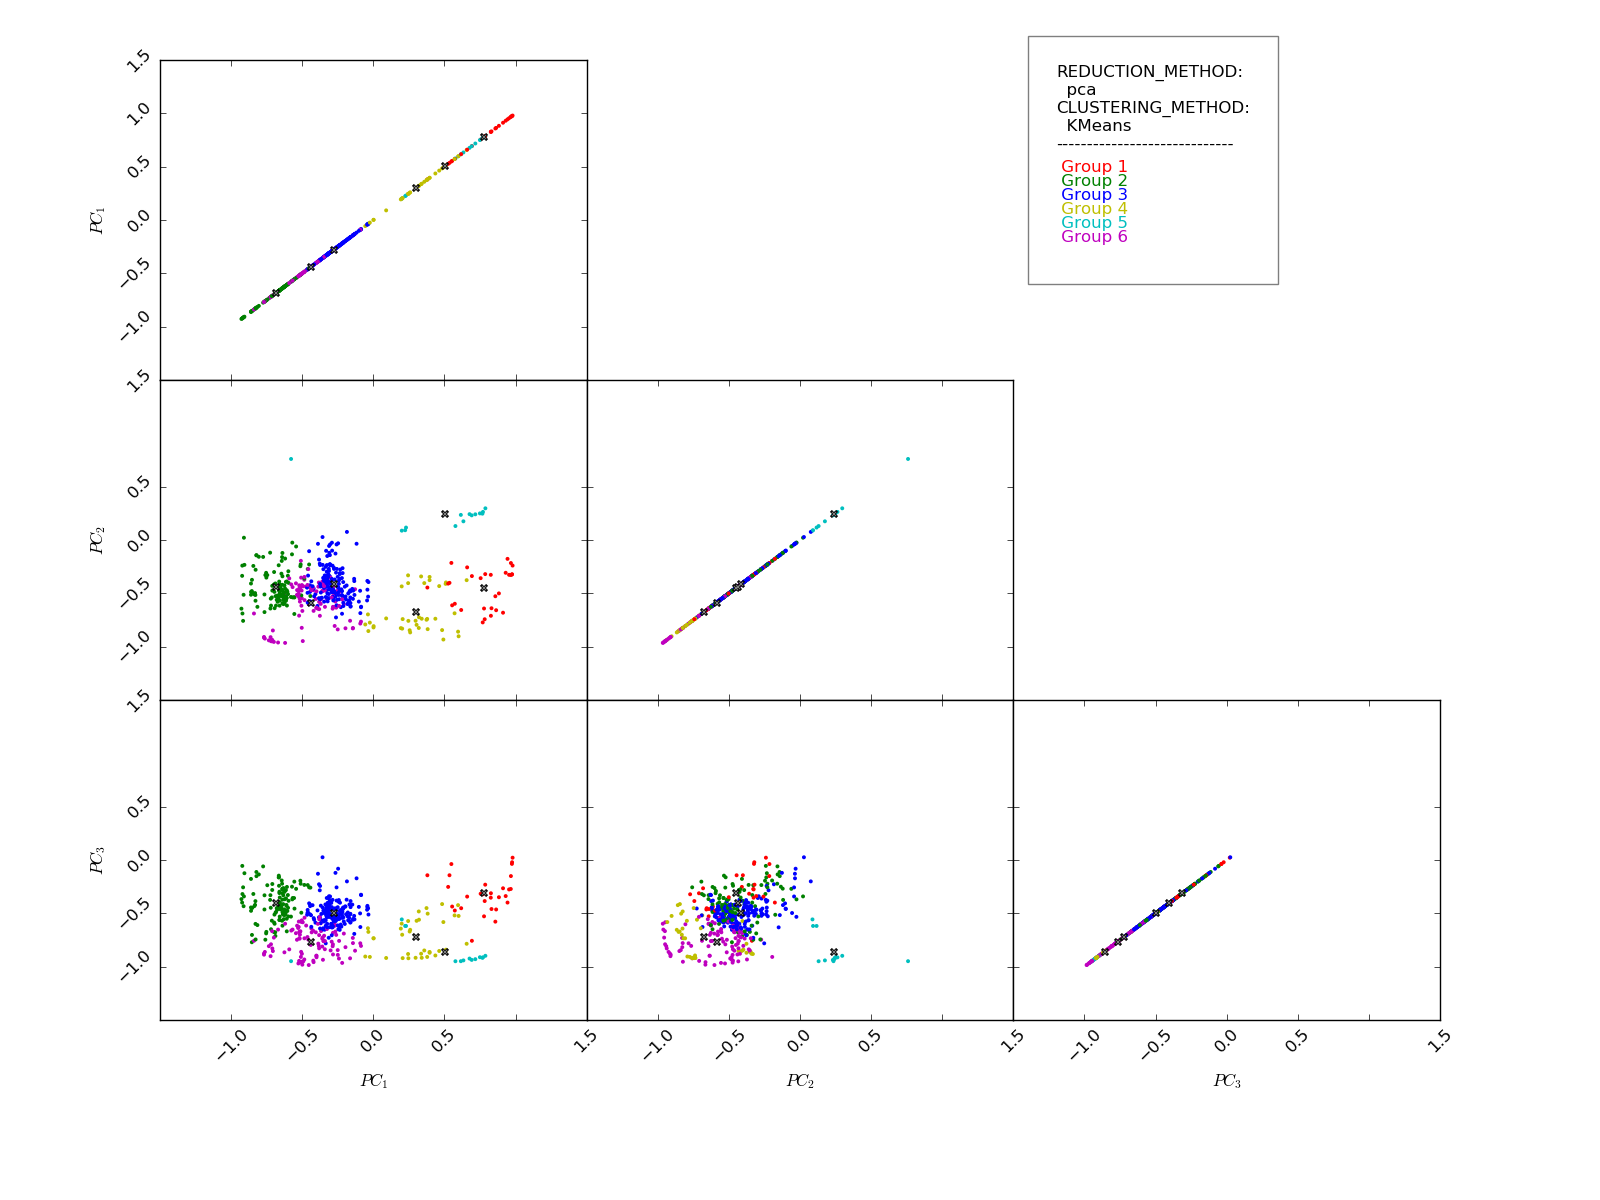 REDUCTION_METHOD:
pca
CLUSTERING_METHOD:
KMeans
------------------------------
Group 1
Group 2
Group 3
Group 4
Group 5
Group 6
1.5
1.0
0.5
0.0
−0.5
−1.0
PC₁
1.5
0.5
0.0
−0.5
−1.0
PC₂
1.5
0.5
0.0
−0.5
−1.0
PC₃
−1.0 −0.5 0.0 0.5 1.5 −1.0 −0.5 0.0 0.5 1.5 −1.0 −0.5 0.0 0.5 1.5
PC₁ PC₂ PC₃